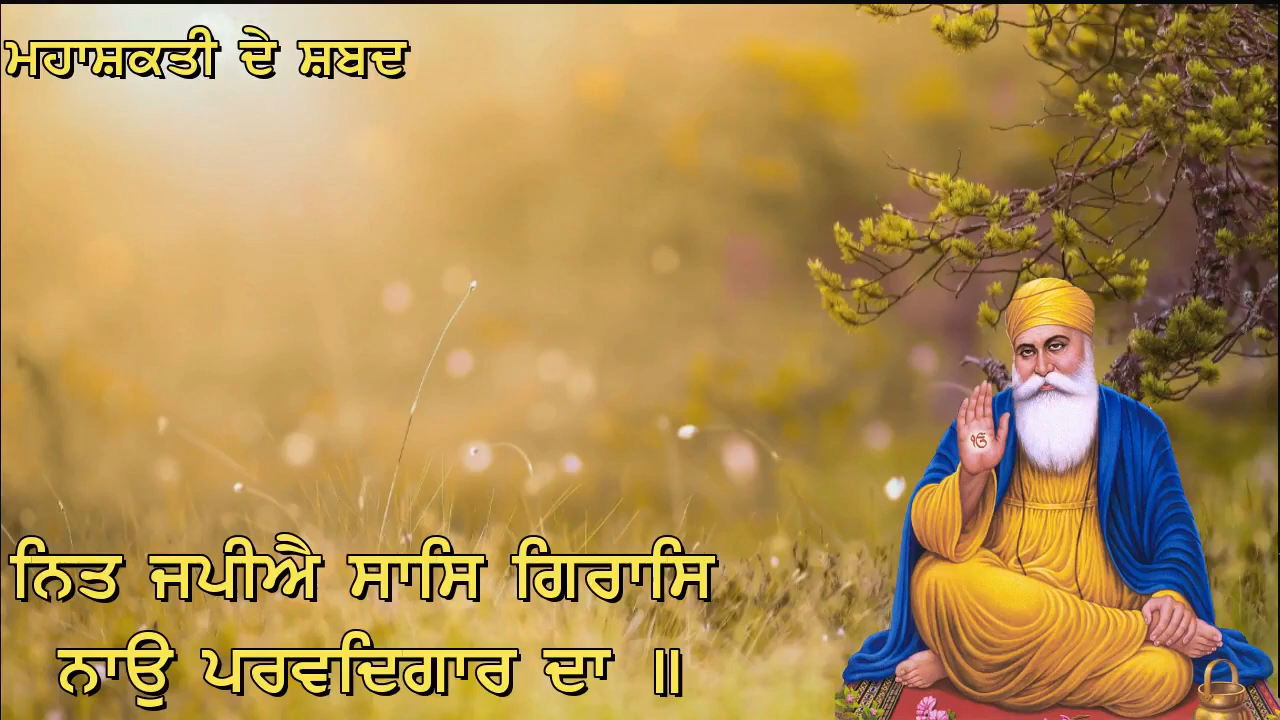 ਮਹਾਸ਼ਕਤੀ ਦੇ ਸ਼ਬਦ
ੴ
ਨਿਤ ਜਪੀਐ ਸਾਸਿ ਗਿਰਾਸਿ
ਨਾਉ ਪਰਵਦਿਗਾਰ ਦਾ ॥